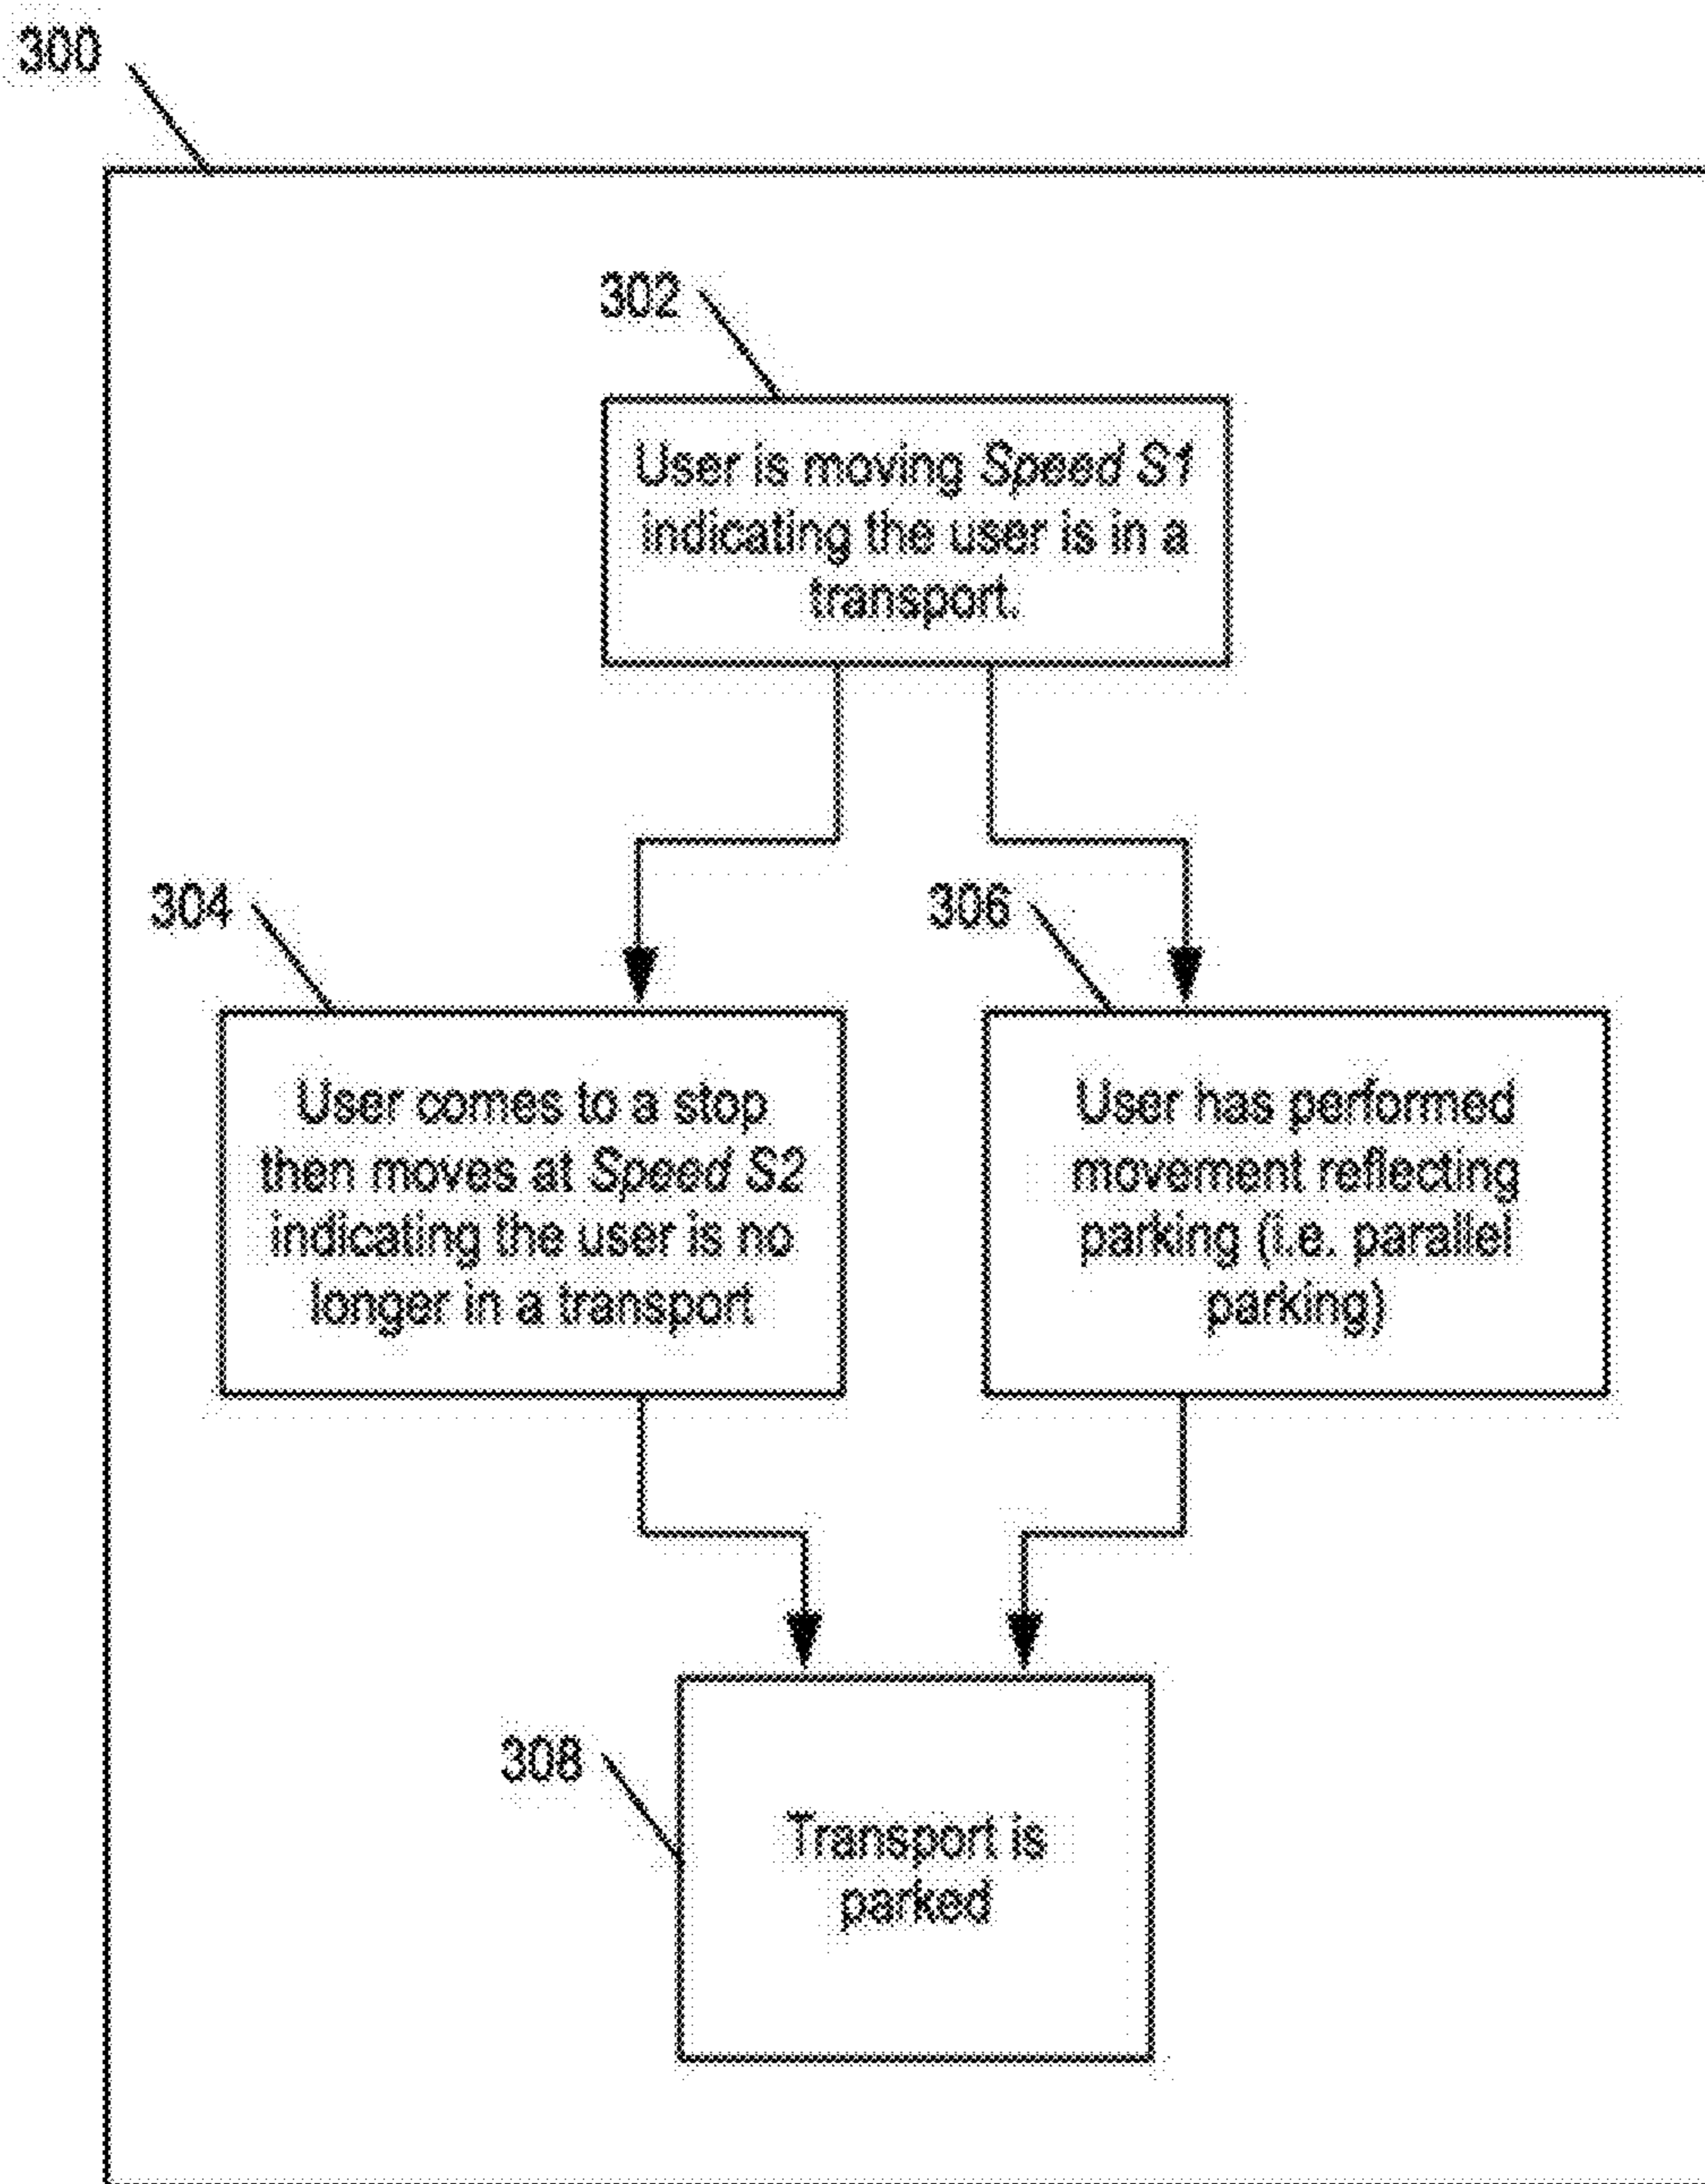 300
302
User is moving Speed S1
indicating the user is in a
transport.
304
306
User comes to a stop
then moves at Speed S2
indicating the user is no
longer in a transport
User has performed
movement reflecting
parking (i.e. parallel
parking)
308
Transport is
parked